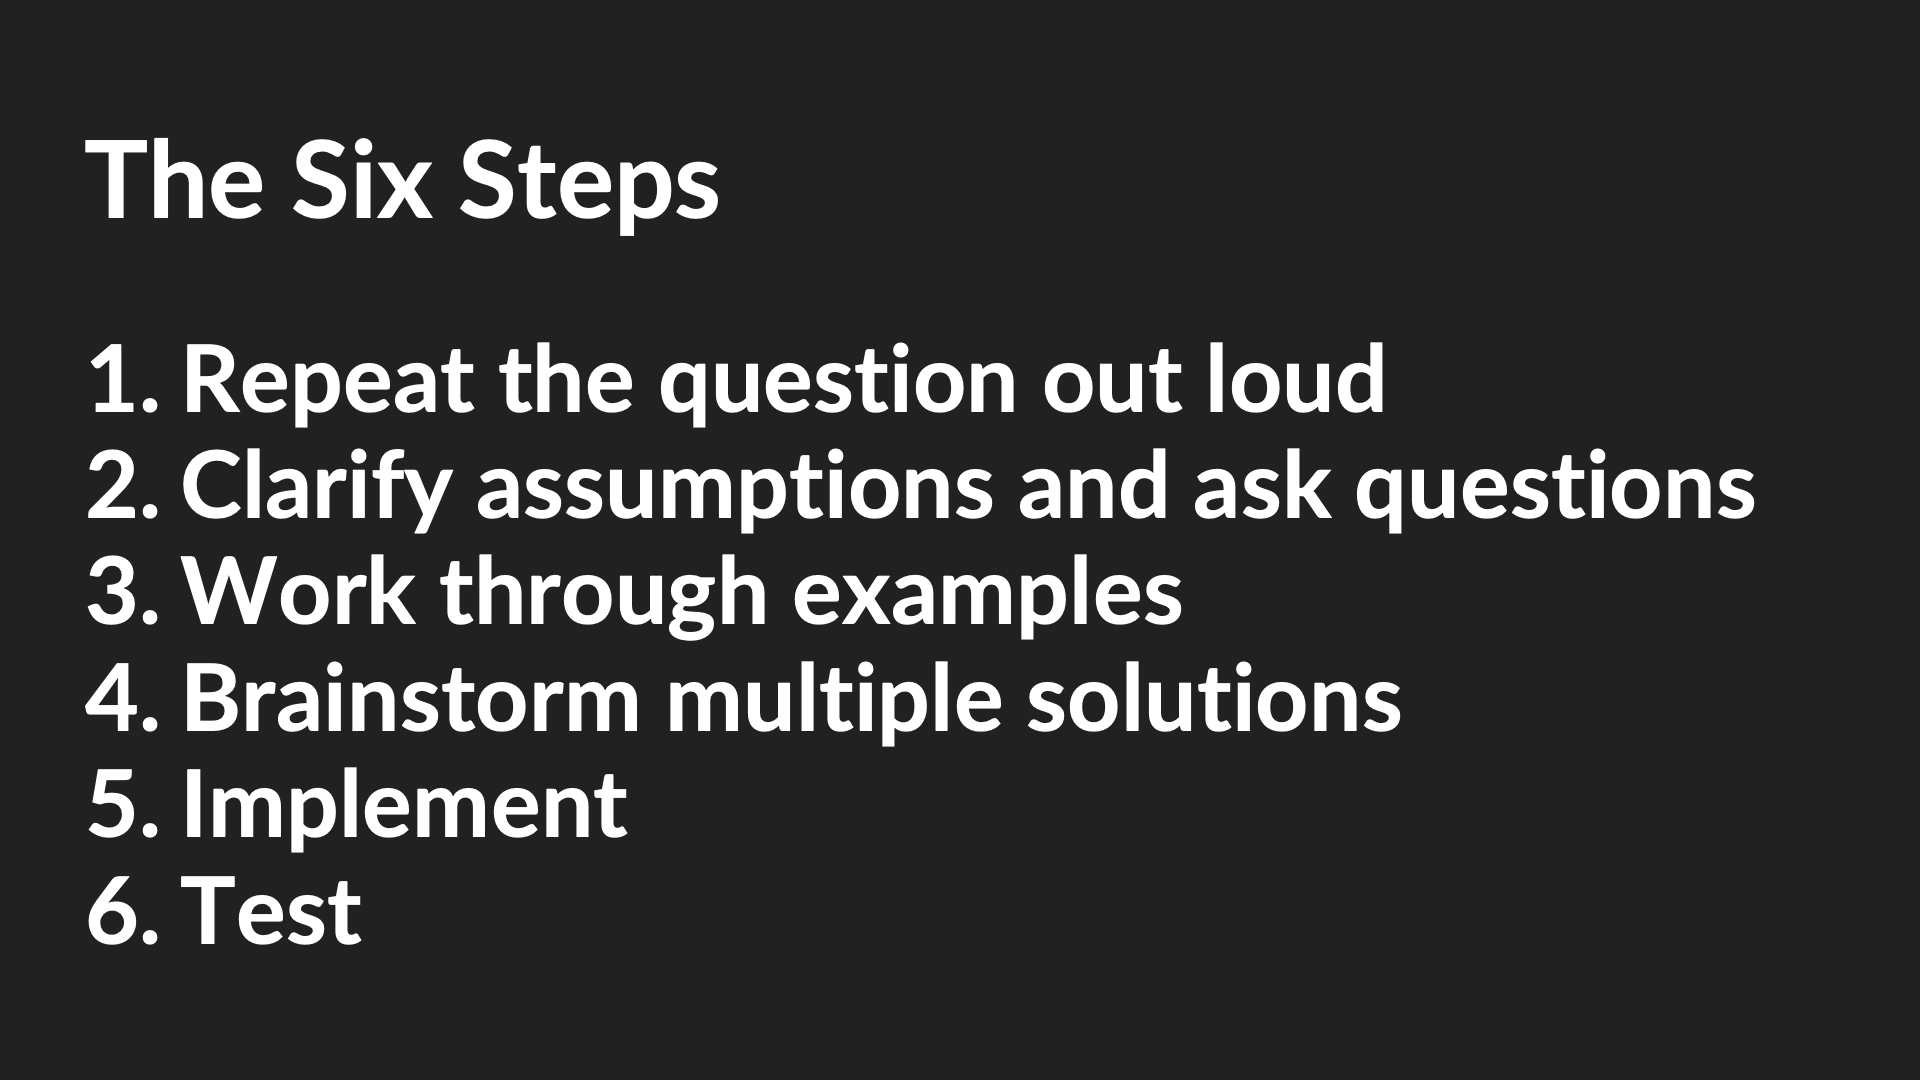 The Six Steps
1. Repeat the question out loud
2. Clarify assumptions and ask questions
3. Work through examples
4. Brainstorm multiple solutions
5. Implement
6. Test